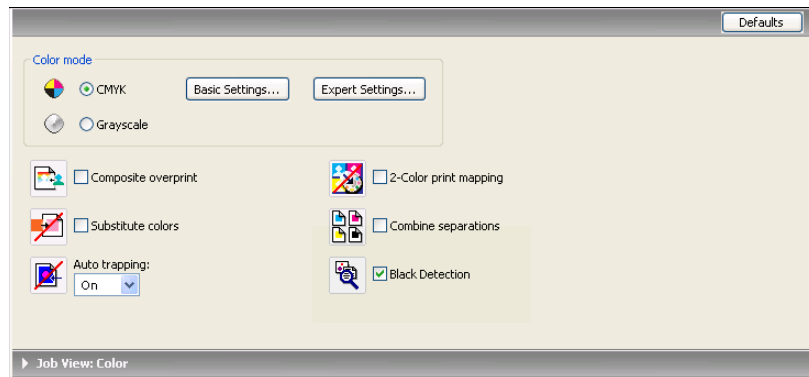 Defaults
Color mode
CMYK
Basic Settings...
Expert Settings...
Grayscale
Composite overprint
2-Color print mapping
Substitute colors
Combine separations
Auto trapping:
On
Black Detection
Job View: Color